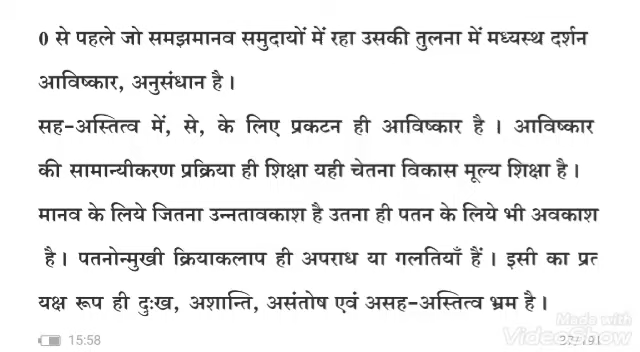 0 से पहले जो समझमानव समुदायों में रहा उसकी तुलना में मध्यस्थ दर्शन
आविष्कार, अनुसंधान है।
सह-अस्तित्व में, से, के लिए प्रकटन ही आविष्कार है । आविष्कार
की सामान्यीकरण प्रक्रिया ही शिक्षा यही चेतना विकास मूल्य शिक्षा है।
मानव के लिये जितना उन्नतावकाश है उतना ही पतन के लिये भी अवकाश
है। पतनोन्मुखी क्रियाकलाप ही अपराध या गलतियाँ हैं । इसी का प्रत
यक्ष रूप ही दुःख, अशान्ति, असंतोष एवं असह-अस्तित्व भ्रम है।
15:58
Made with
VideoShow